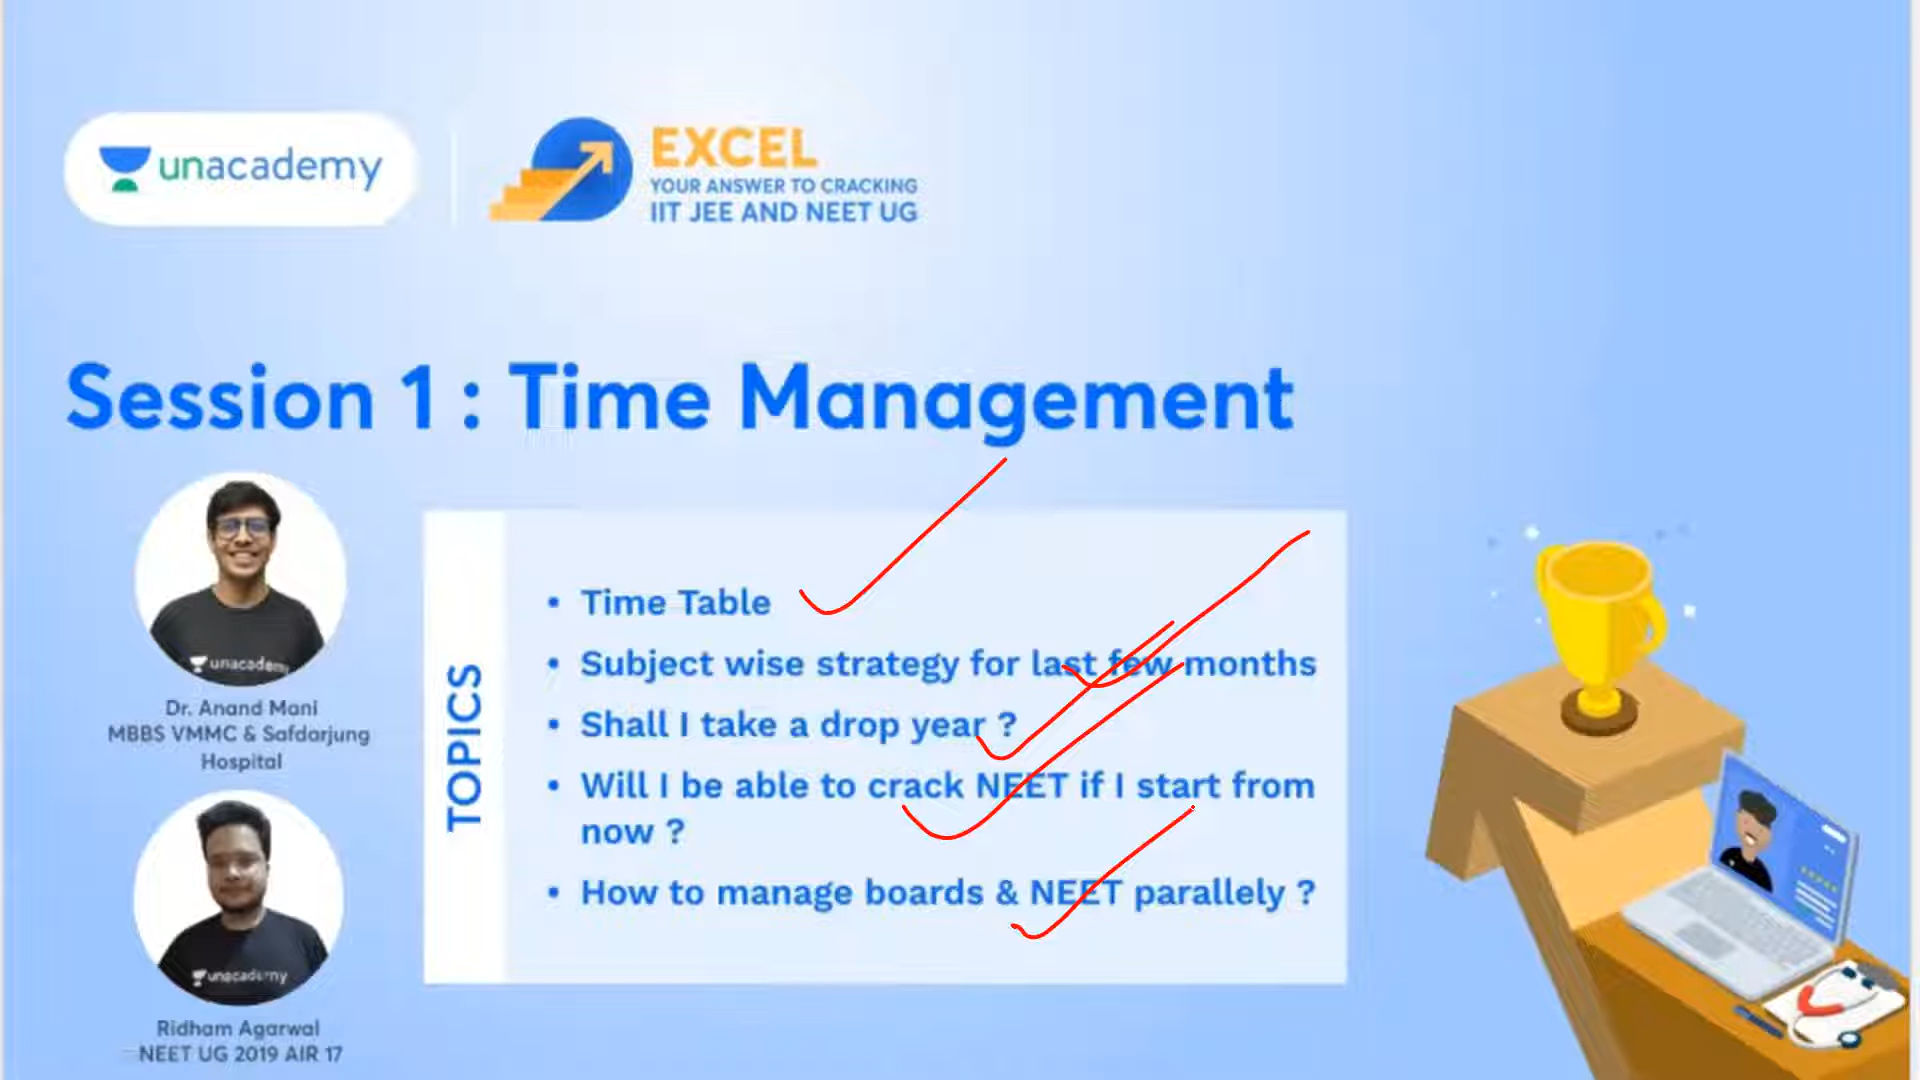 unacademy
EXCEL
YOUR ANSWER TO CRACKING
IIT JEE AND NEET UG
Session 1 : Time Management
unacademy
Dr. Anand Mani
MBBS VMMC & Safdarjung
Hospital
unacademy
Ridham Agarwal
NEET UG 2019 AIR 17
TOPICS
• Time Table
• Subject wise strategy for last few months
• Shall I take a drop year ?
• Will I be able to crack NEET if I start from
now ?
• How to manage boards & NEET parallely ?